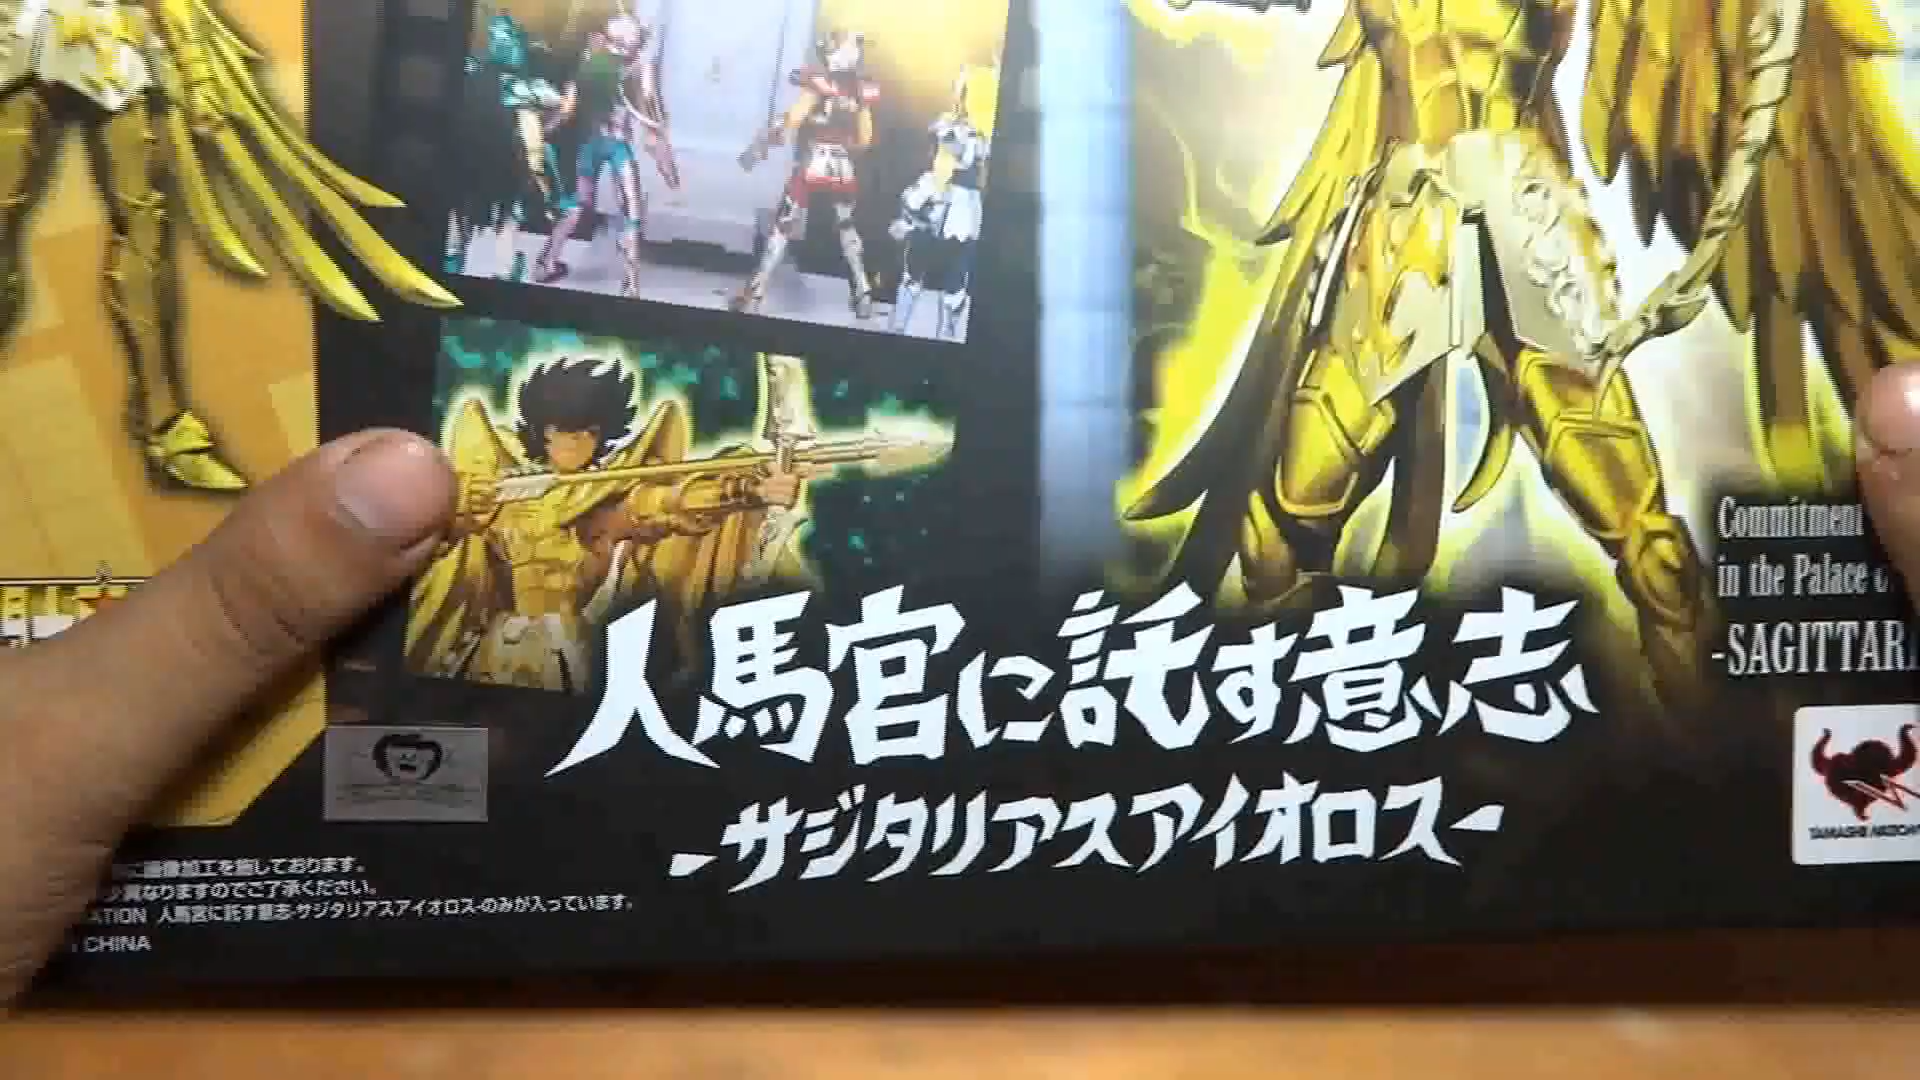 人馬宮に託す意志
-サジタリアスアイオロス-
Commitment
in the Palace
-SAGITTARI
TAMASHII NATIONS
に画像加工を施しております。
異なりますのでご了承ください。
ATION 人馬宮に託す意志-サジタリアスアイオロス-のみが入っています。
CHINA